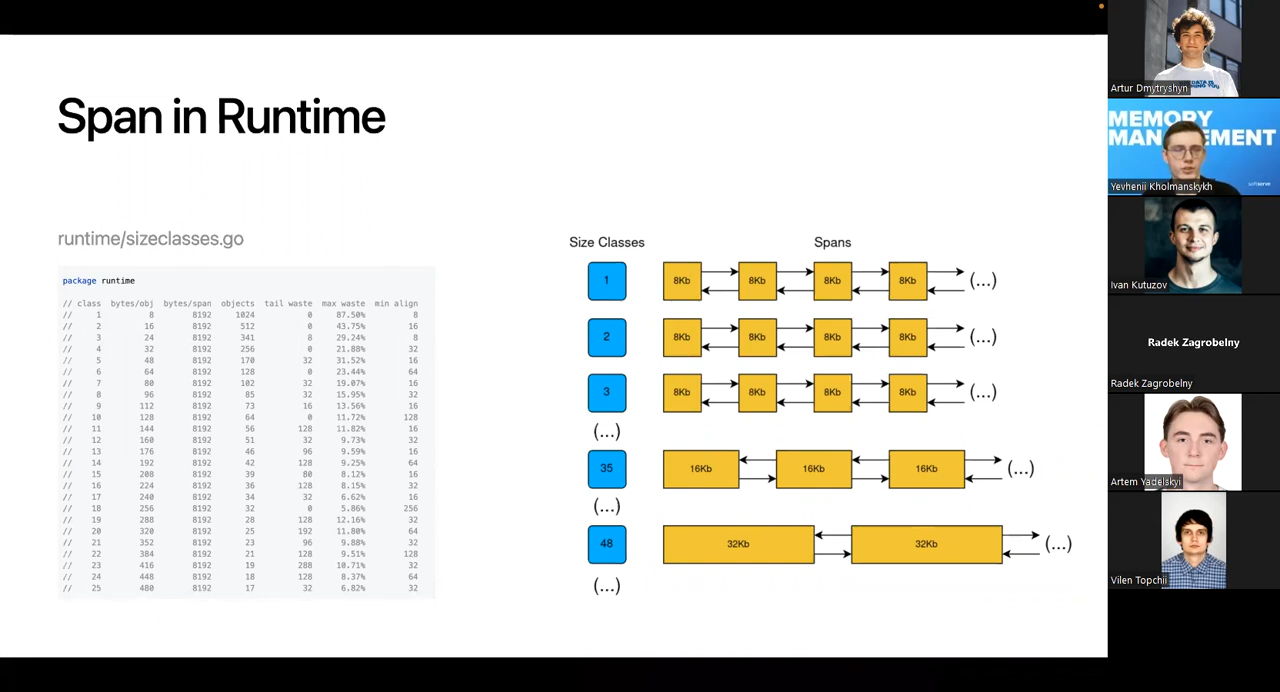 Span in Runtime
runtime/sizeclasses.go
package runtime
// class bytes/obj bytes/span objects tail waste max waste min align
// 1 8 8192 1024 0 87.50% 8
// 2 16 8192 512 0 43.75% 16
// 3 24 8192 341 8 29.24% 8
// 4 32 8192 256 0 21.88% 32
// 5 48 8192 170 32 31.52% 16
// 6 64 8192 128 0 23.44% 64
// 7 80 8192 102 32 19.07% 16
// 8 96 8192 85 32 15.95% 32
// 9 112 8192 73 16 13.56% 16
// 10 128 8192 64 0 11.72% 128
// 11 144 8192 56 128 11.82% 16
// 12 160 8192 51 32 9.73% 32
// 13 176 8192 46 96 9.59% 16
// 14 192 8192 42 128 9.25% 64
// 15 208 8192 39 80 8.12% 16
// 16 224 8192 36 128 8.15% 32
// 17 240 8192 34 32 6.62% 16
// 18 256 8192 32 0 5.86% 256
// 19 288 8192 28 128 12.16% 32
// 20 320 8192 25 192 11.80% 64
// 21 352 8192 23 96 9.88% 32
// 22 384 8192 21 128 9.51% 128
// 23 416 8192 19 288 10.71% 32
// 24 448 8192 18 128 8.37% 64
// 25 480 8192 17 32 6.82% 32
Size Classes Spans
1 8Kb 8Kb 8Kb 8Kb (...)
2 8Kb 8Kb 8Kb 8Kb (...)
3 8Kb 8Kb 8Kb 8Kb (...)
(...)
35 16Kb 16Kb 16Kb (...)
(...)
48 32Kb 32Kb (...)
(...)
Artur Dmytryshyn
MEMORY
MAN EMENT
softserve
Yevhenii Kholmanskykh
Ivan Kutuzov
Radek Zagrobelny
Radek Zagrobelny
Artem Yadelskyi
Vilen Topchii